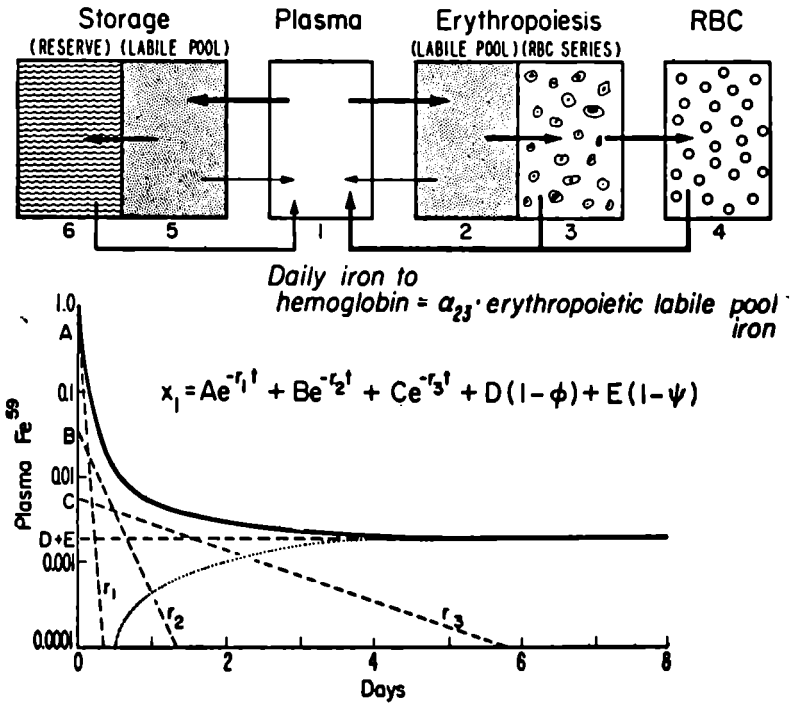 Storage Plasma Erythropoiesis RBC
(RESERVE) (LABILE POOL) (LABILE POOL) (RBC SERIES)
6 5 1 2 3 4
Daily iron to
hemoglobin = α₂₃· erythropoietic labile pool
iron
x₁ = Ae^-r₁t + Be^-r₂t + Ce^-r₃t + D(1-φ) + E(1-ψ)
Plasma Fe⁵⁹
1.0
A
0.1
B
0.01
C
D+E
0.001
0.0001
r₁
r₂
r₃
0 2 4 6 8
Days